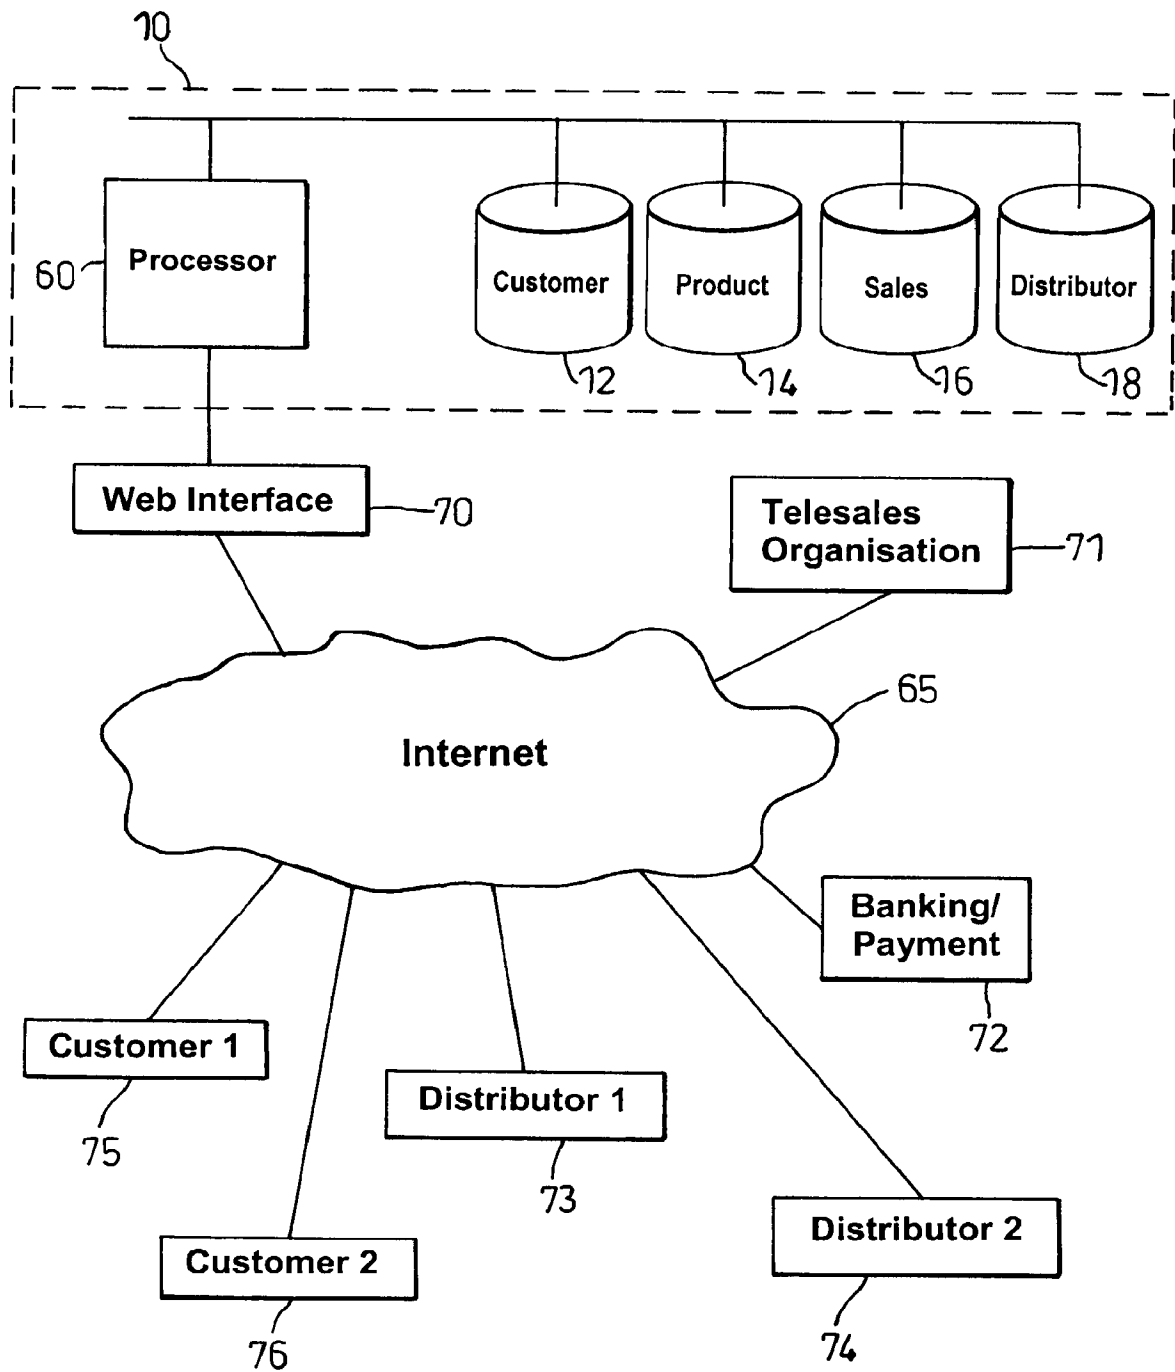 10
Processor
60
Customer
Product
Sales
Distributor
12
14
16
18
Web Interface
70
Telesales
Organisation
71
65
Internet
Banking/
Payment
72
Customer 1
75
Distributor 1
73
Distributor 2
74
Customer 2
76